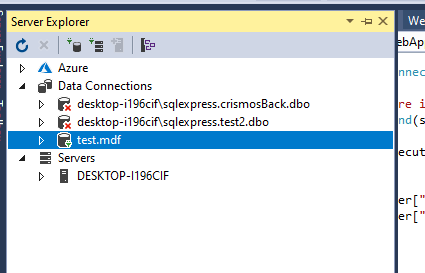 Server Explorer
We
Azure
ebAp
Data Connections
onnec
desktop-i196cif\sqlexpress.crismosBack.dbo
re i
desktop-i196cif\sqlexpress.test2.dbo
nd(s
test.mdf
Servers
ecut
DESKTOP-I196CIF
er["
er["